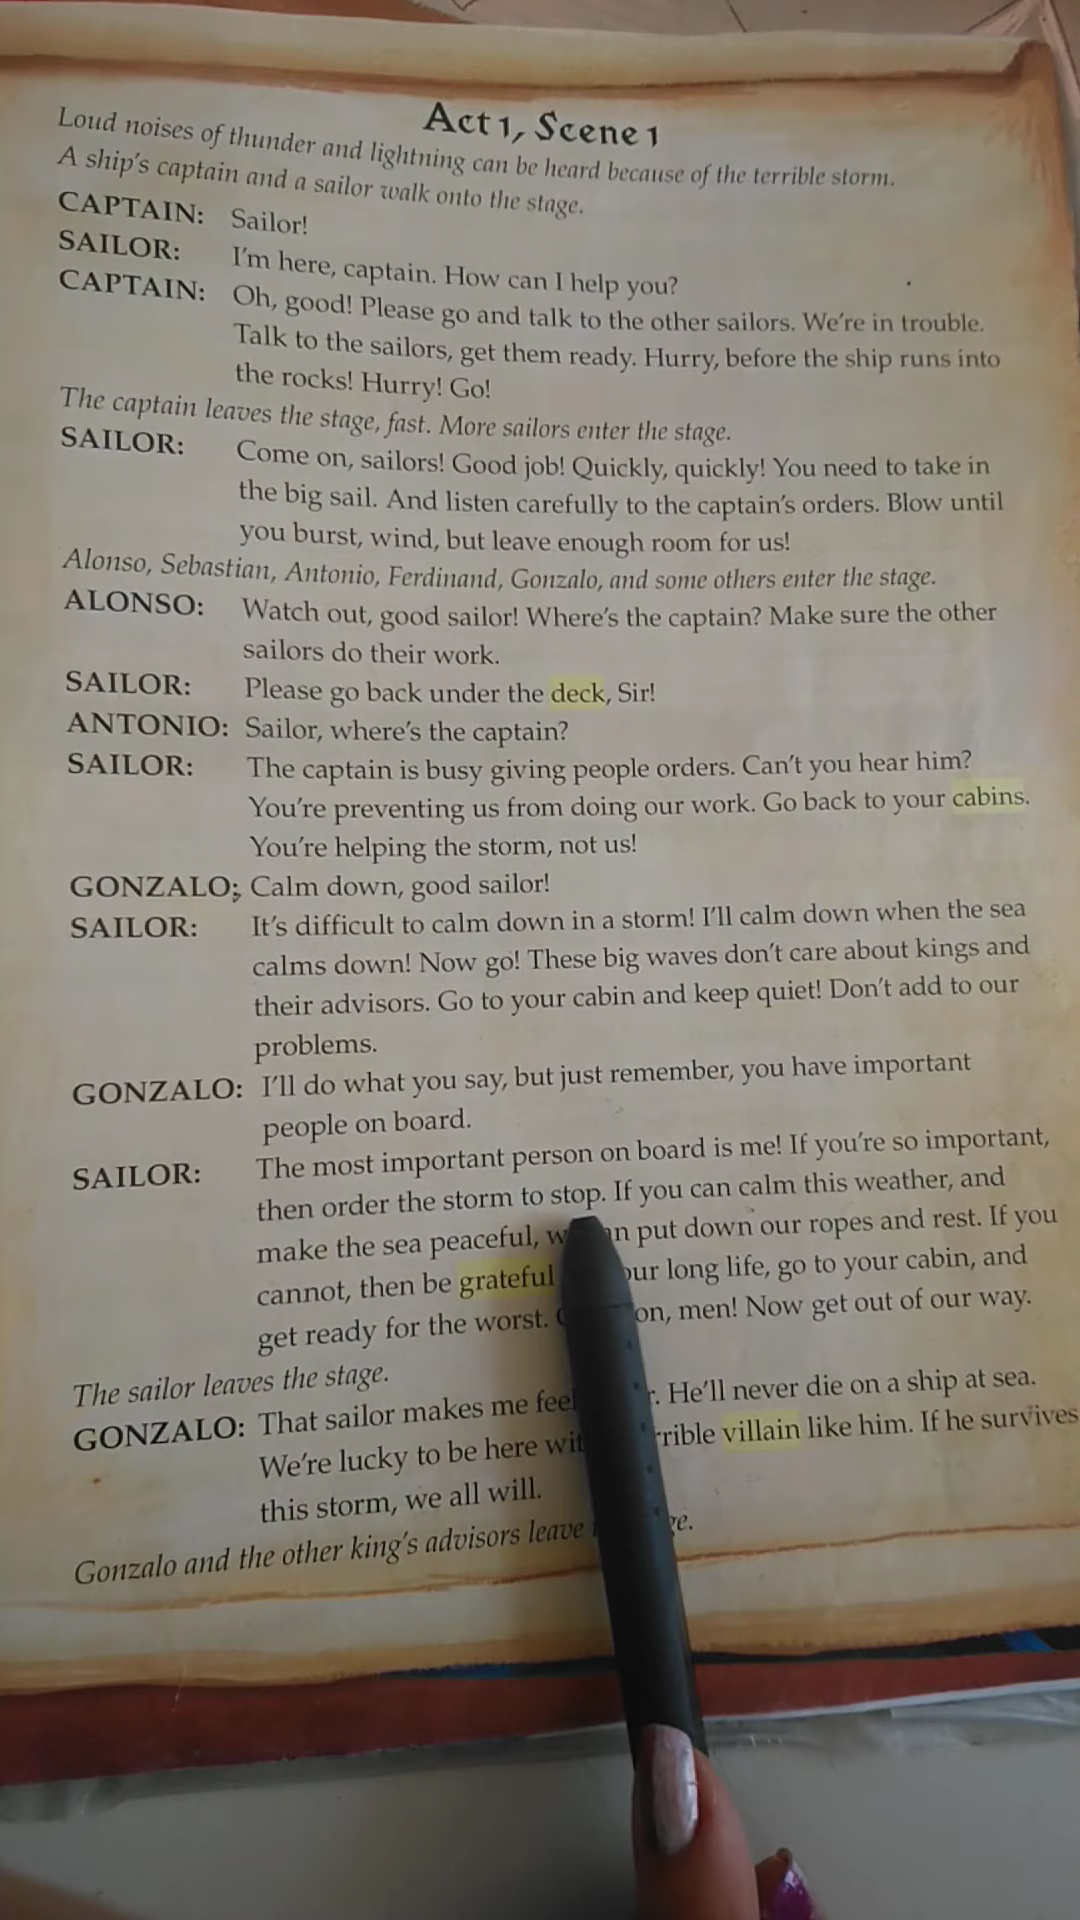 Act 1, Scene 1
Loud noises of thunder and lightning can be heard because of the terrible storm.
A ship's captain and a sailor walk onto the stage.
CAPTAIN: Sailor!
SAILOR: I'm here, captain. How can I help you?
CAPTAIN: Oh, good! Please go and talk to the other sailors. We're in trouble.
Talk to the sailors, get them ready. Hurry, before the ship runs into
the rocks! Hurry! Go!
The captain leaves the stage, fast. More sailors enter the stage.
SAILOR: Come on, sailors! Good job! Quickly, quickly! You need to take in
the big sail. And listen carefully to the captain's orders. Blow until
you burst, wind, but leave enough room for us!
Alonso, Sebastian, Antonio, Ferdinand, Gonzalo, and some others enter the stage.
ALONSO: Watch out, good sailor! Where's the captain? Make sure the other
sailors do their work.
SAILOR: Please go back under the deck, Sir!
ANTONIO: Sailor, where's the captain?
SAILOR: The captain is busy giving people orders. Can't you hear him?
You're preventing us from doing our work. Go back to your cabins.
You're helping the storm, not us!
GONZALO: Calm down, good sailor!
SAILOR: It's difficult to calm down in a storm! I'll calm down when the sea
calms down! Now go! These big waves don't care about kings and
their advisors. Go to your cabin and keep quiet! Don't add to our
problems.
GONZALO: I'll do what you say, but just remember, you have important
people on board.
SAILOR: The most important person on board is me! If you're so important,
then order the storm to stop. If you can calm this weather, and
make the sea peaceful, put down our ropes and rest. If you
cannot, then be grateful long life, go to your cabin, and
get ready for the worst. on, men! Now get out of our way.
The sailor leaves the stage.
GONZALO: That sailor makes me feel He'll never die on a ship at sea.
We're lucky to be here villain like him. If he survives
this storm, we all will.
Gonzalo and the other king's advisors leave